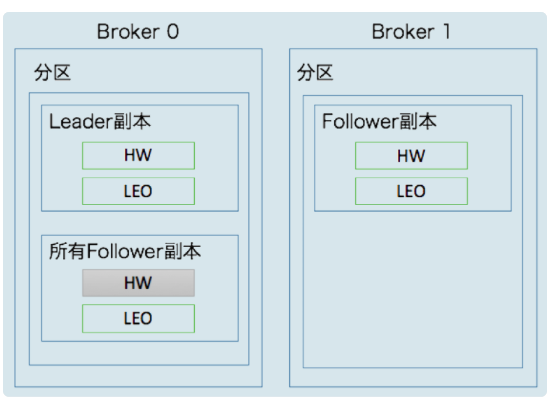 Broker 0
分区
Leader副本
HW
LEO
所有Follower副本
HW
LEO
Broker 1
分区
Follower副本
HW
LEO